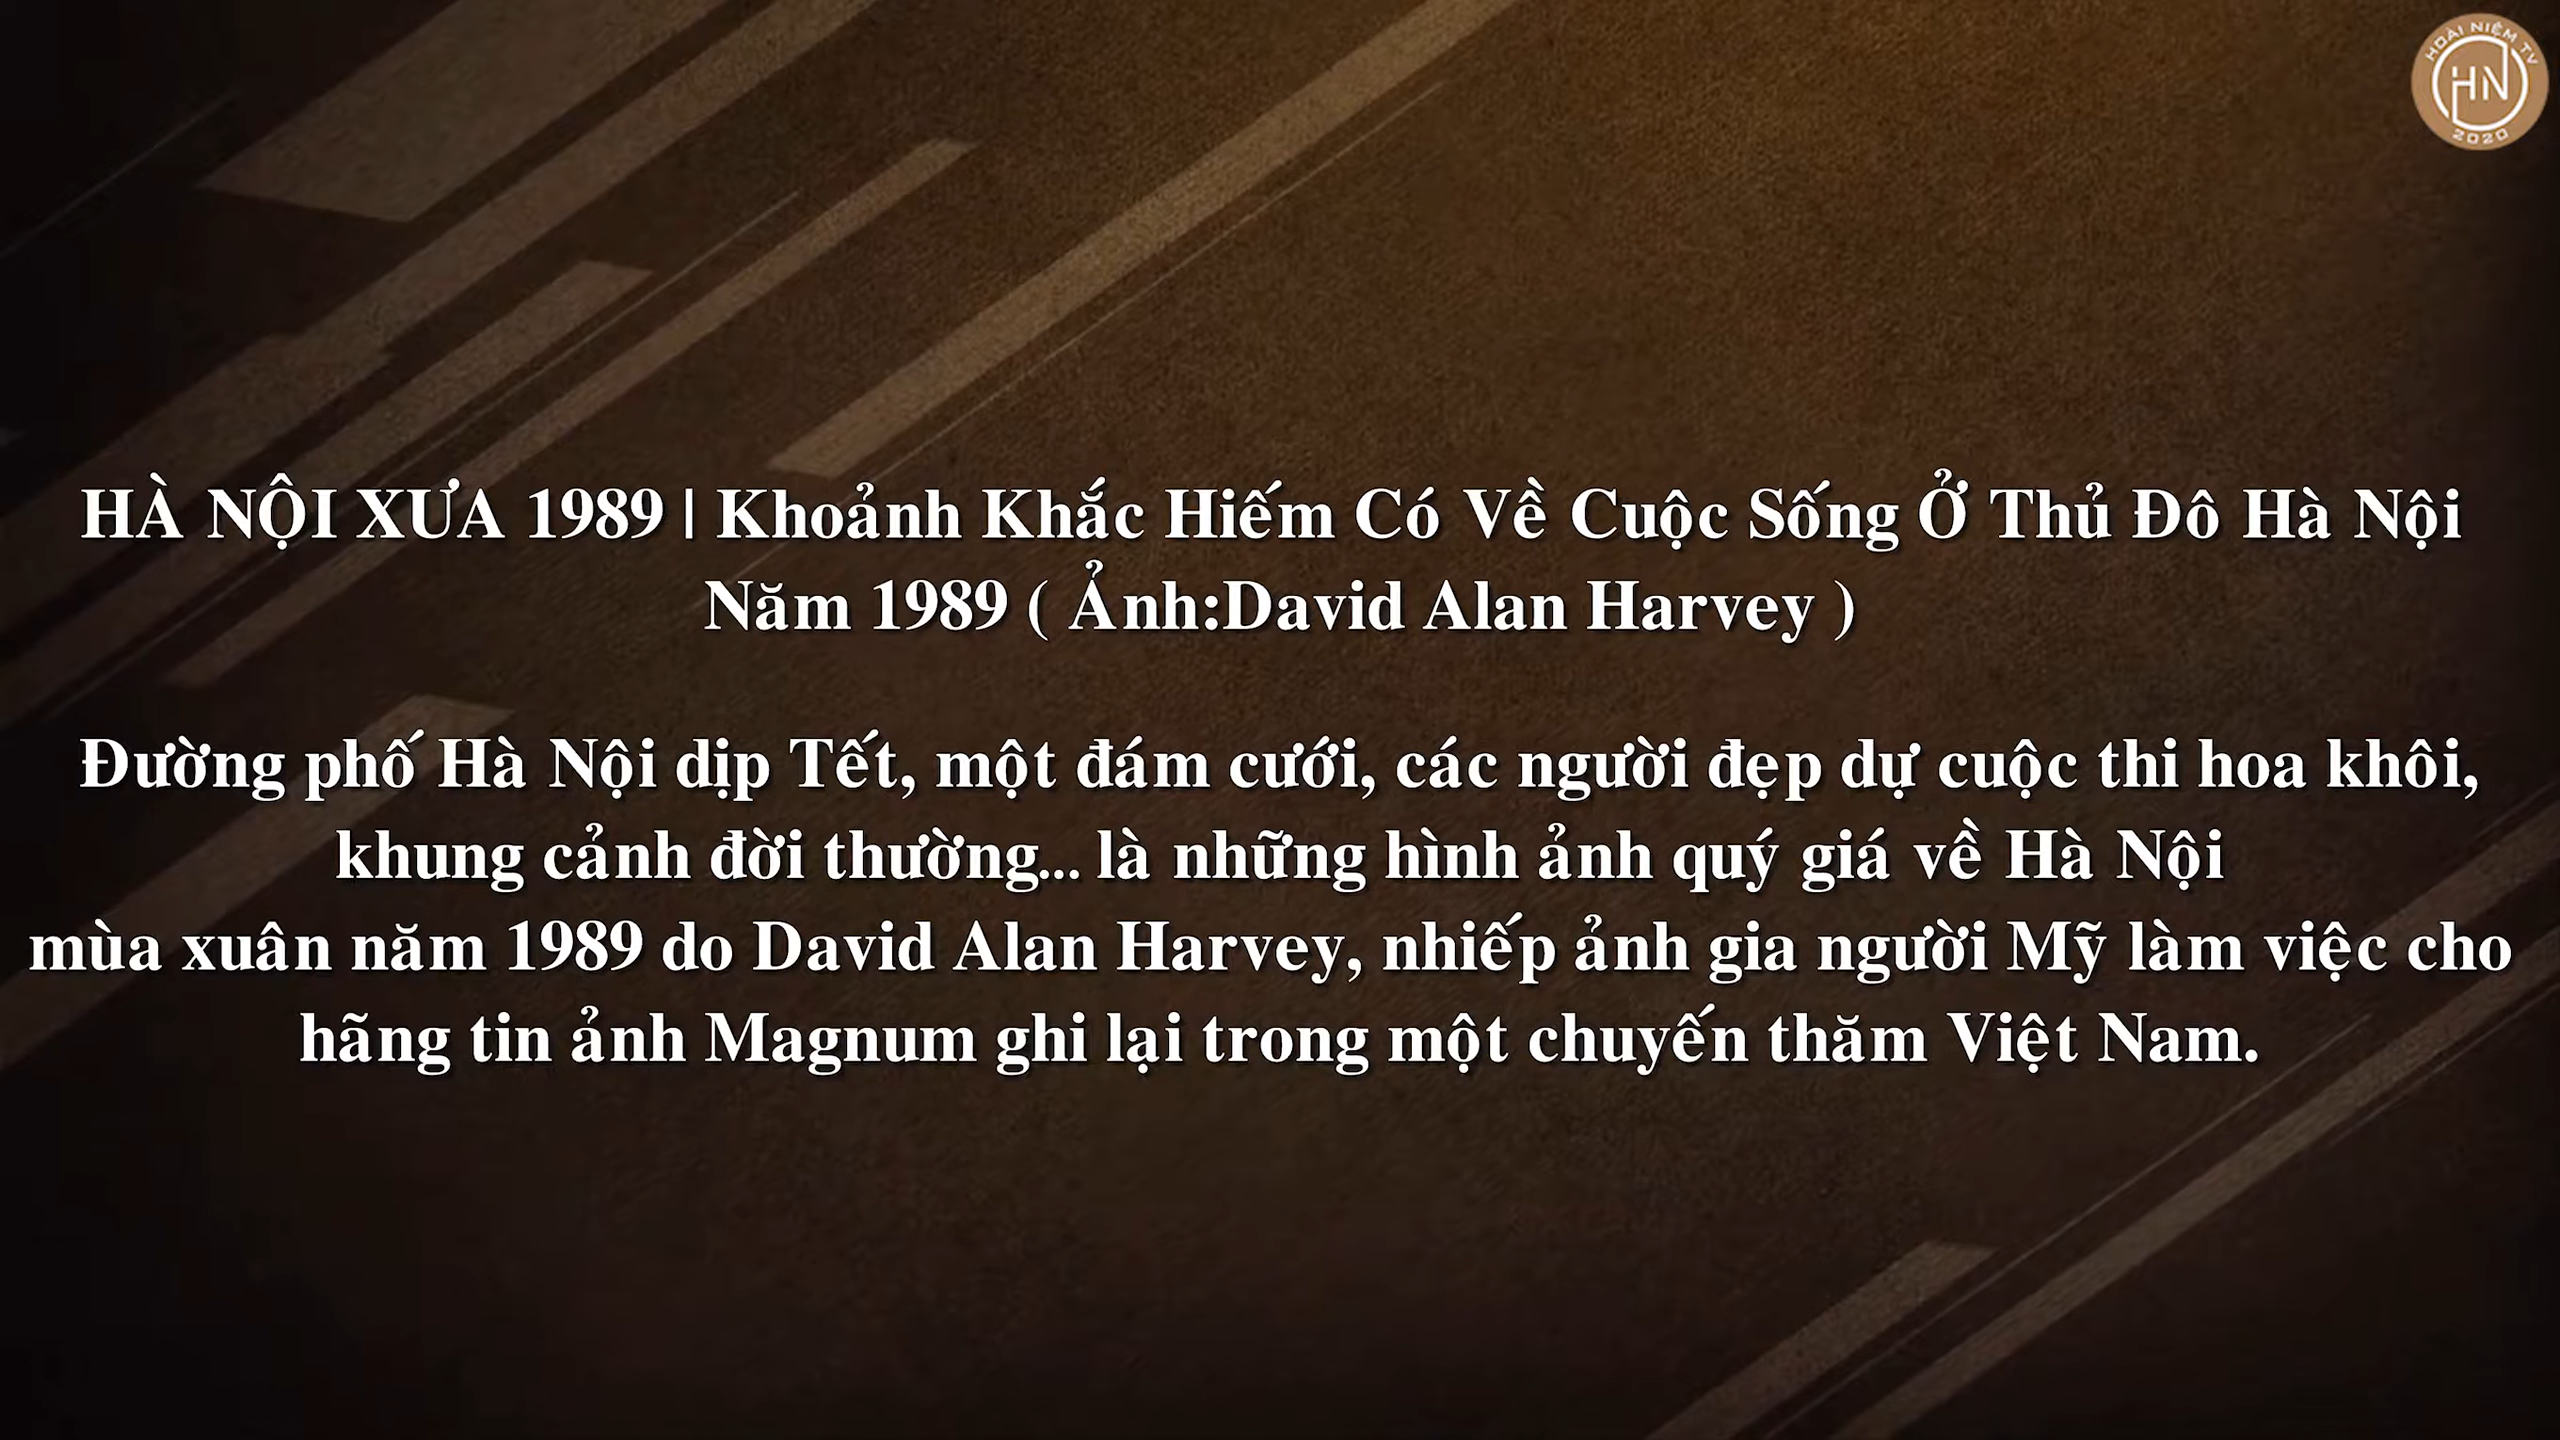 HOÀI NIỆM TV
HN
2020
HÀ NỘI XƯA 1989 | Khoảnh Khắc Hiếm Có Về Cuộc Sống Ở Thủ Đô Hà Nội
Năm 1989 ( Ảnh:David Alan Harvey )
Đường phố Hà Nội dịp Tết, một đám cưới, các người đẹp dự cuộc thi hoa khôi,
khung cảnh đời thường... là những hình ảnh quý giá về Hà Nội
mùa xuân năm 1989 do David Alan Harvey, nhiếp ảnh gia người Mỹ làm việc cho
hãng tin ảnh Magnum ghi lại trong một chuyến thăm Việt Nam.